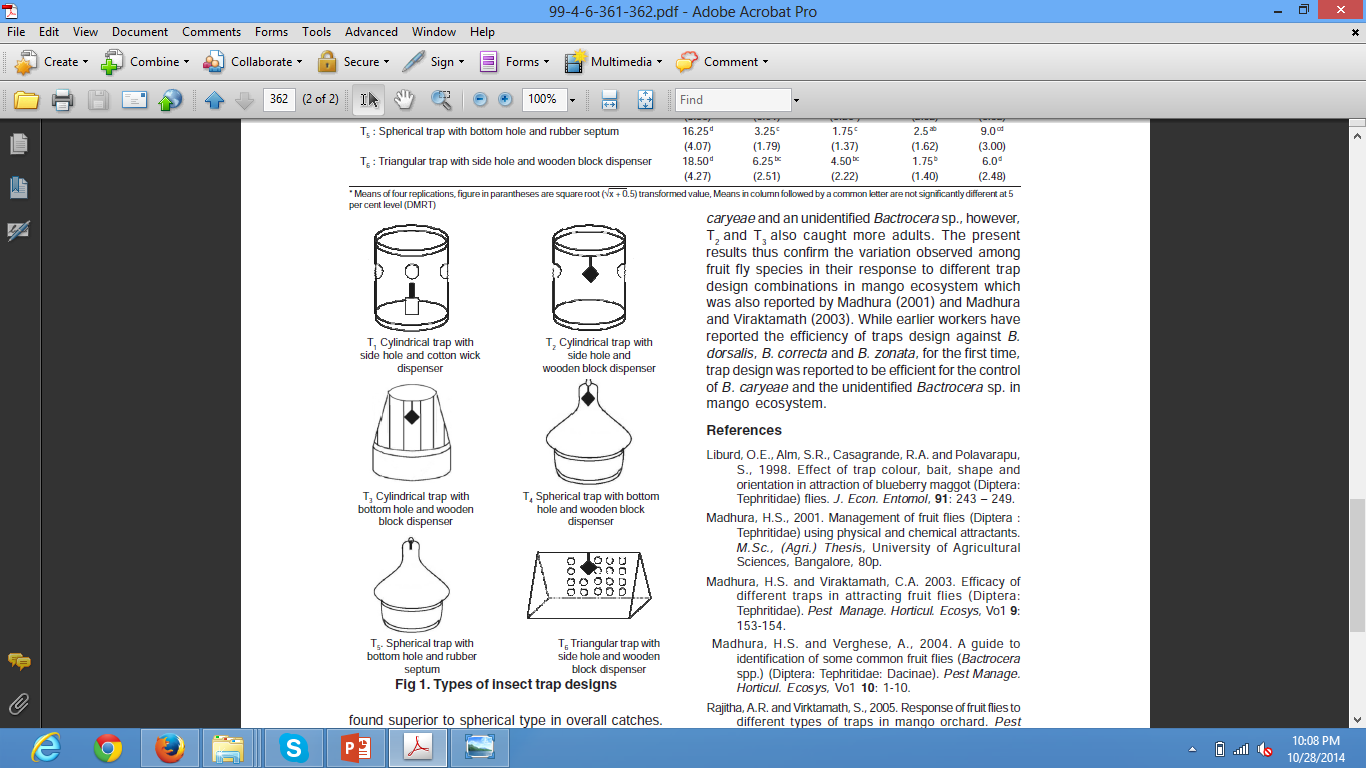 99-4-6-361-362.pdf - Adobe Acrobat Pro
File Edit View Document Comments Forms Tools Advanced Window Help
Create Combine Collaborate Secure Sign Forms Multimedia Comment
362 (2 of 2) 100% Find
T5 : Spherical trap with bottom hole and rubber septum 16.25d 3.25c 1.75c 2.5ab 9.0cd
(4.07) (1.79) (1.37) (1.62) (3.00)
T6 : Triangular trap with side hole and wooden block dispenser 18.50d 6.25bc 4.50bc 1.75b 6.0d
(4.27) (2.51) (2.22) (1.40) (2.48)
* Means of four replications, figure in parantheses are square root (√x + 0.5) transformed value, Means in column followed by a common letter are not significantly different at 5
per cent level (DMRT)
T1 Cylindrical trap with
side hole and cotton wick
dispenser
T2 Cylindrical trap with
side hole and
wooden block dispenser
T3 Cylindrical trap with
bottom hole and wooden
block dispenser
T4 Spherical trap with bottom
hole and wooden block
dispenser
T5. Spherical trap with
bottom hole and rubber
septum
T6 Triangular trap with
side hole and wooden
block dispenser
Fig 1. Types of insect trap designs
found superior to spherical type in overall catches.
caryeae and an unidentified Bactrocera sp., however,
T2 and T3 also caught more adults. The present
results thus confirm the variation observed among
fruit fly species in their response to different trap
design combinations in mango ecosystem which
was also reported by Madhura (2001) and Madhura
and Viraktamath (2003). While earlier workers have
reported the efficiency of traps design against B.
dorsalis, B. correcta and B. zonata, for the first time,
trap design was reported to be efficient for the control
of B. caryeae and the unidentified Bactrocera sp. in
mango ecosystem.
References
Liburd, O.E., Alm, S.R., Casagrande, R.A. and Polavarapu,
S., 1998. Effect of trap colour, bait, shape and
orientation in attraction of blueberry maggot (Diptera:
Tephritidae) flies. J. Econ. Entomol, 91: 243 – 249.
Madhura, H.S., 2001. Management of fruit flies (Diptera :
Tephritidae) using physical and chemical attractants.
M.Sc., (Agri.) Thesis, University of Agricultural
Sciences, Bangalore, 80p.
Madhura, H.S. and Viraktamath, C.A. 2003. Efficacy of
different traps in attracting fruit flies (Diptera:
Tephritidae). Pest Manage. Horticul. Ecosys, Vo1 9:
153-154.
Madhura, H.S. and Verghese, A., 2004. A guide to
identification of some common fruit flies (Bactrocera
spp.) (Diptera: Tephritidae: Dacinae). Pest Manage.
Horticul. Ecosys, Vo1 10: 1-10.
Rajitha, A.R. and Virktamath, S., 2005. Response of fruit flies to
different types of traps in mango orchard. Pest
10:08 PM
10/28/2014